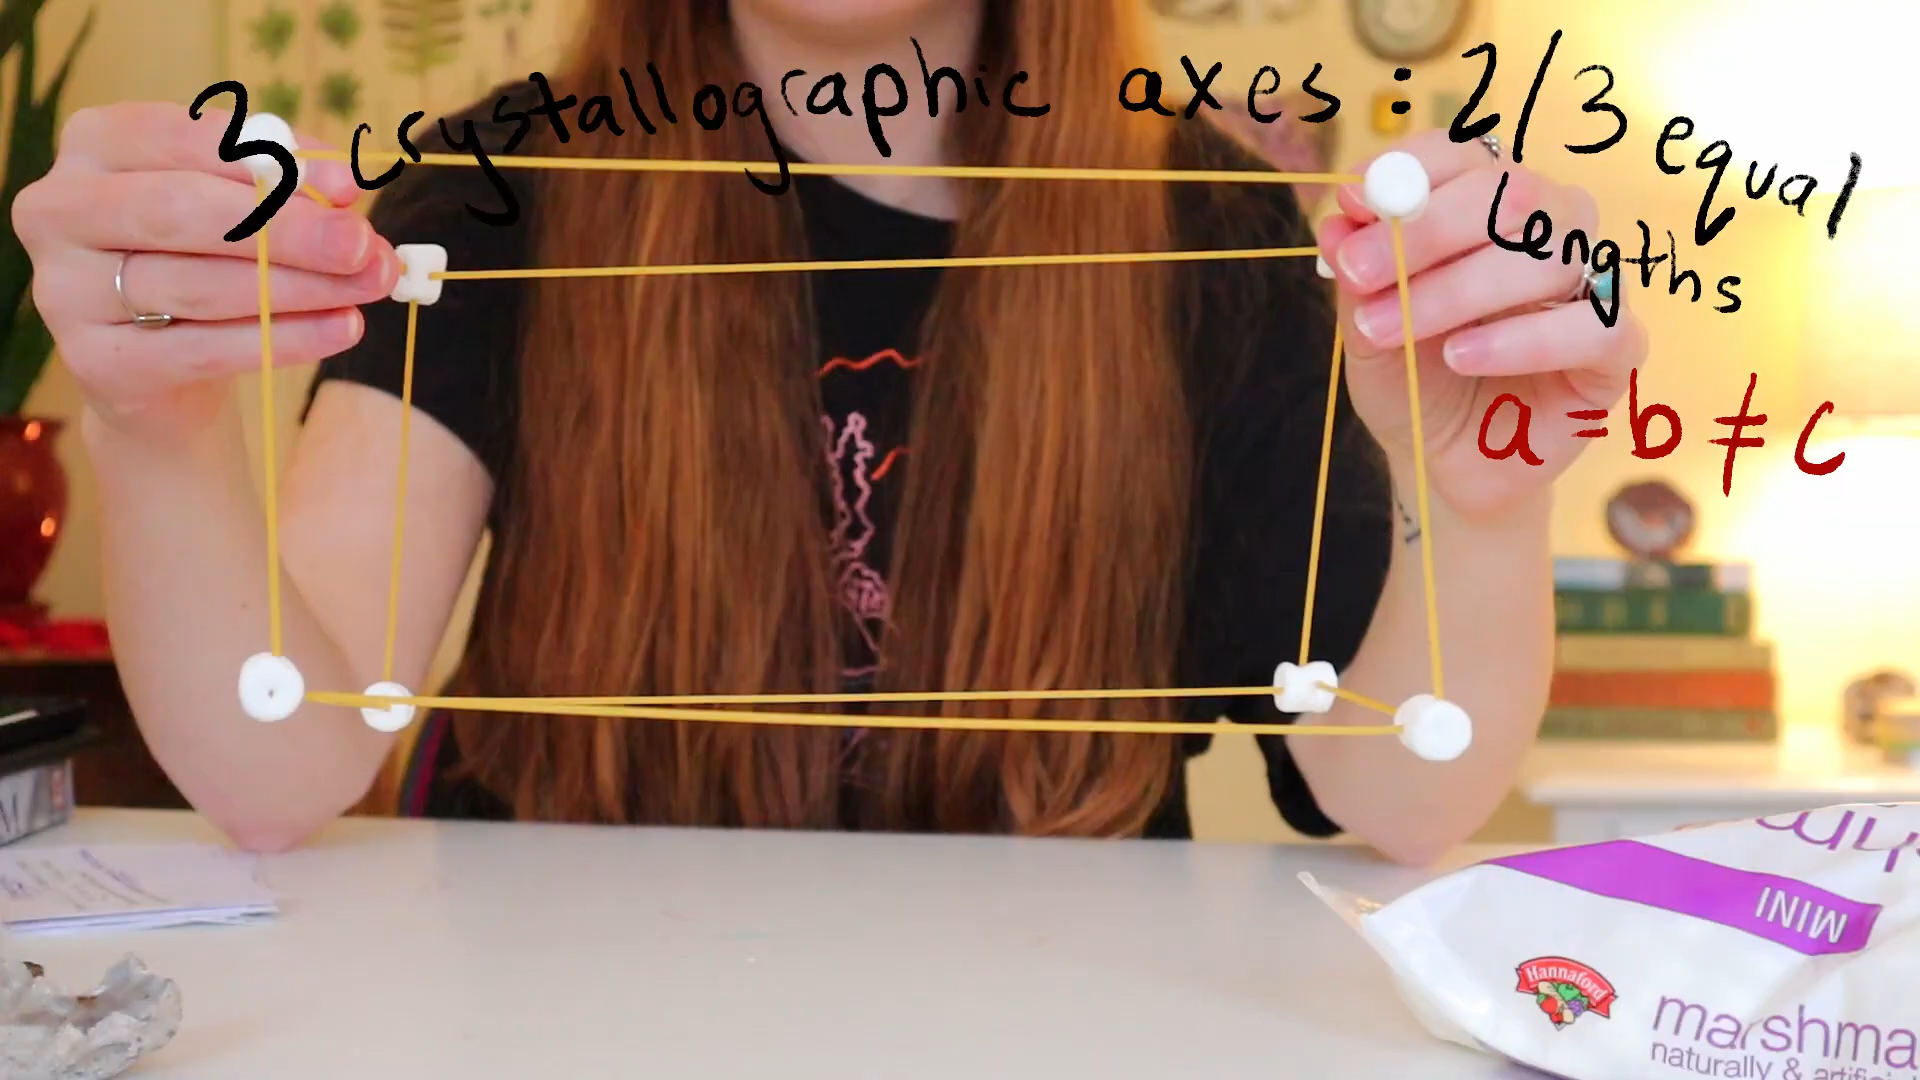 3 crystallographic axes : 2/3 equal
lengths
a = b ≠ c
MINI
Hannaford
marshma
naturally &